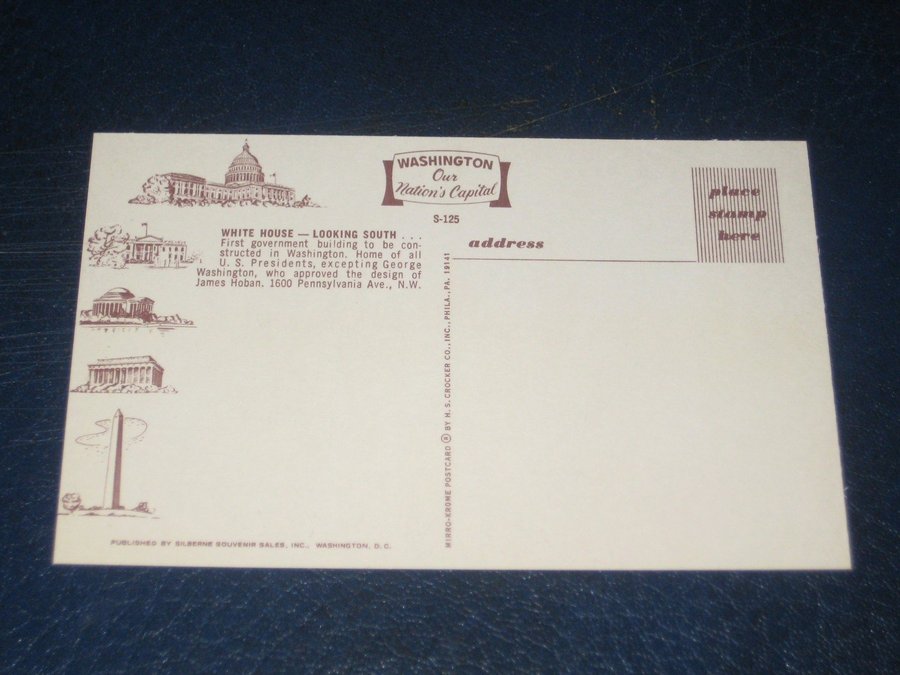 WASHINGTON
Our
Nation's Capital
S-125
place
stamp
here
WHITE HOUSE — LOOKING SOUTH . . .
First government building to be con-
structed in Washington. Home of all
U. S. Presidents, excepting George
Washington, who approved the design of
James Hoban. 1600 Pennsylvania Ave., N.W.
address
MIRRO-KROME POSTCARD ® BY H. S. CROCKER CO., INC., PHILA., PA. 19141
PUBLISHED BY SILBERNE SOUVENIR SALES, INC., WASHINGTON, D. C.